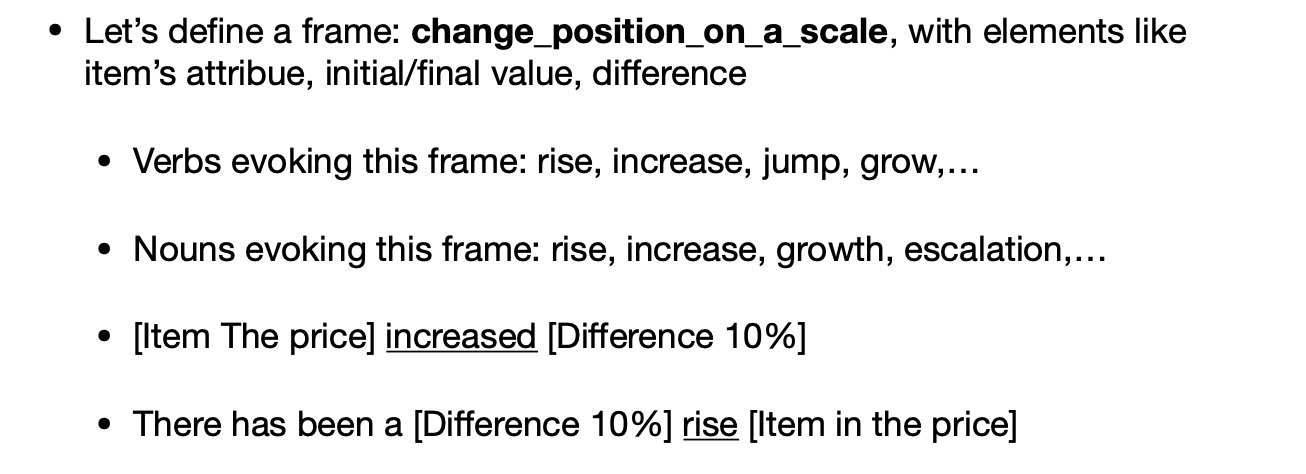 • Let’s define a frame: change_position_on_a_scale, with elements like
item’s attribue, initial/final value, difference
• Verbs evoking this frame: rise, increase, jump, grow,…
• Nouns evoking this frame: rise, increase, growth, escalation,…
• [Item The price] increased [Difference 10%]
• There has been a [Difference 10%] rise [Item in the price]